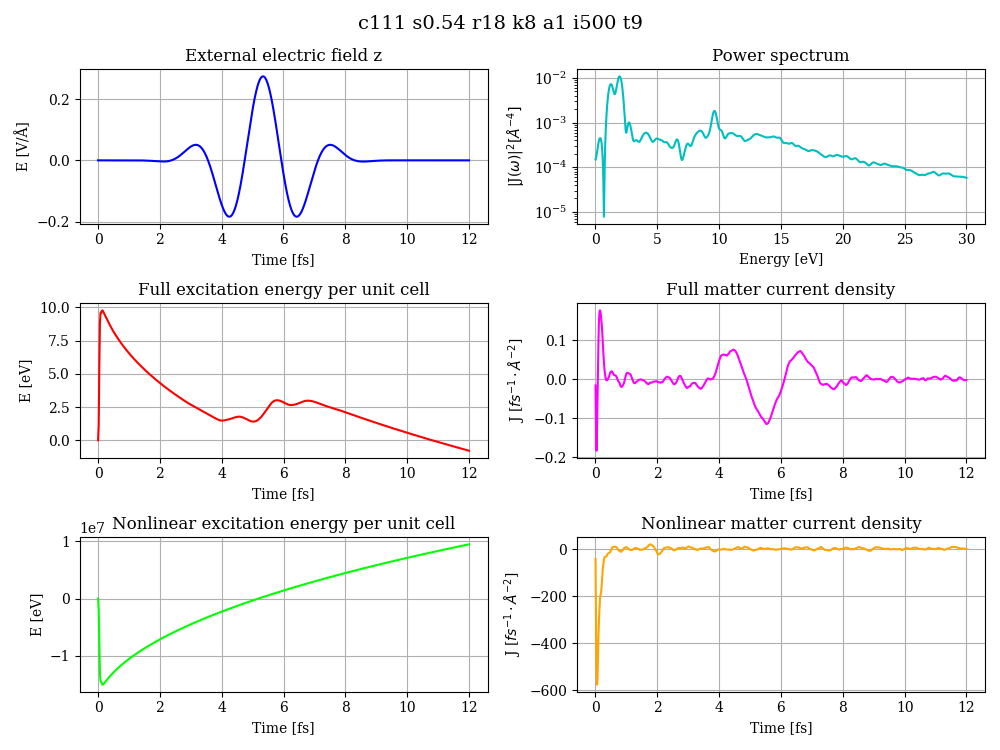 c111 s0.54 r18 k8 a1 i500 t9
External electric field z
E [V/Å]
0.2
0.0
−0.2
0 2 4 6 8 10 12
Time [fs]
Power spectrum
|J(ω)|²[Å⁻⁴]
10⁻²
10⁻³
10⁻⁴
10⁻⁵
0 5 10 15 20 25 30
Energy [eV]
Full excitation energy per unit cell
E [eV]
10.0
7.5
5.0
2.5
0.0
0 2 4 6 8 10 12
Time [fs]
Full matter current density
J [fs⁻¹ · Å⁻²]
0.1
0.0
−0.1
−0.2
0 2 4 6 8 10 12
Time [fs]
Nonlinear excitation energy per unit cell
1e7
E [eV]
1
0
−1
0 2 4 6 8 10 12
Time [fs]
Nonlinear matter current density
J [fs⁻¹ · Å⁻²]
0
−200
−400
−600
0 2 4 6 8 10 12
Time [fs]